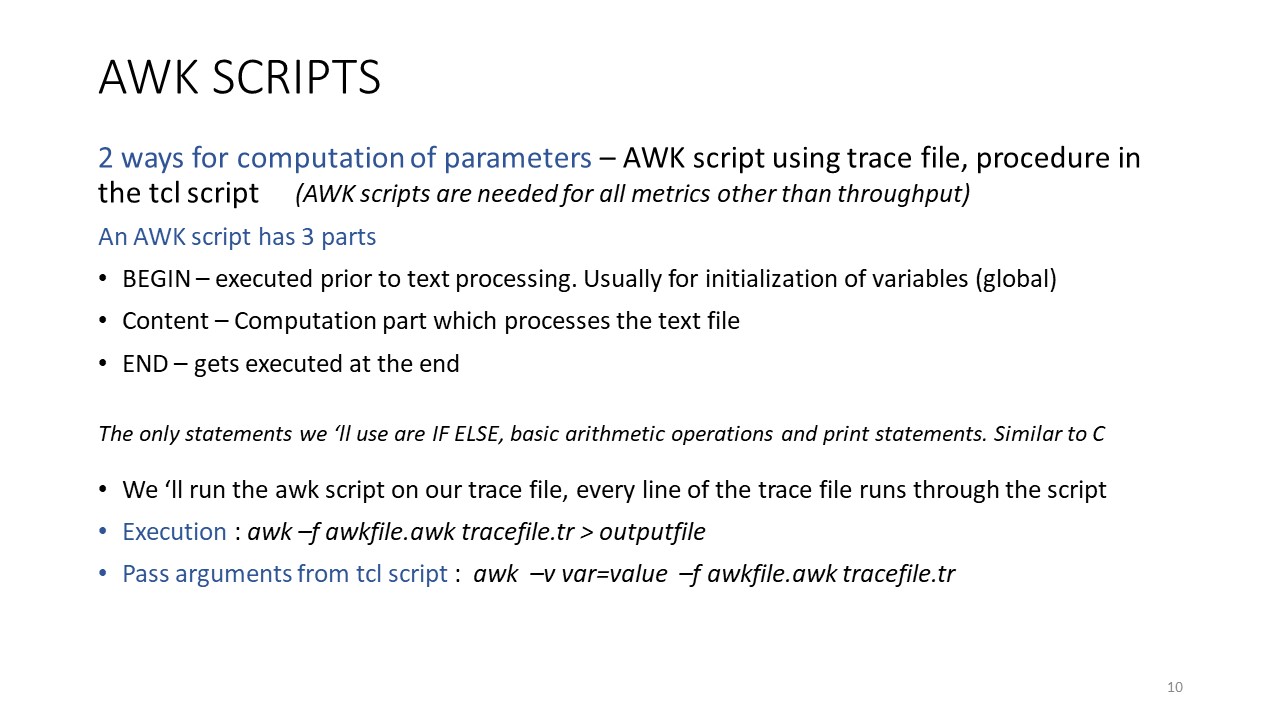 AWK SCRIPTS
2 ways for computation of parameters – AWK script using trace file, procedure in
the tcl script (AWK scripts are needed for all metrics other than throughput)
An AWK script has 3 parts
• BEGIN – executed prior to text processing. Usually for initialization of variables (global)
• Content – Computation part which processes the text file
• END – gets executed at the end
The only statements we ‘ll use are IF ELSE, basic arithmetic operations and print statements. Similar to C
• We ‘ll run the awk script on our trace file, every line of the trace file runs through the script
• Execution : awk –f awkfile.awk tracefile.tr > outputfile
• Pass arguments from tcl script : awk –v var=value –f awkfile.awk tracefile.tr
10